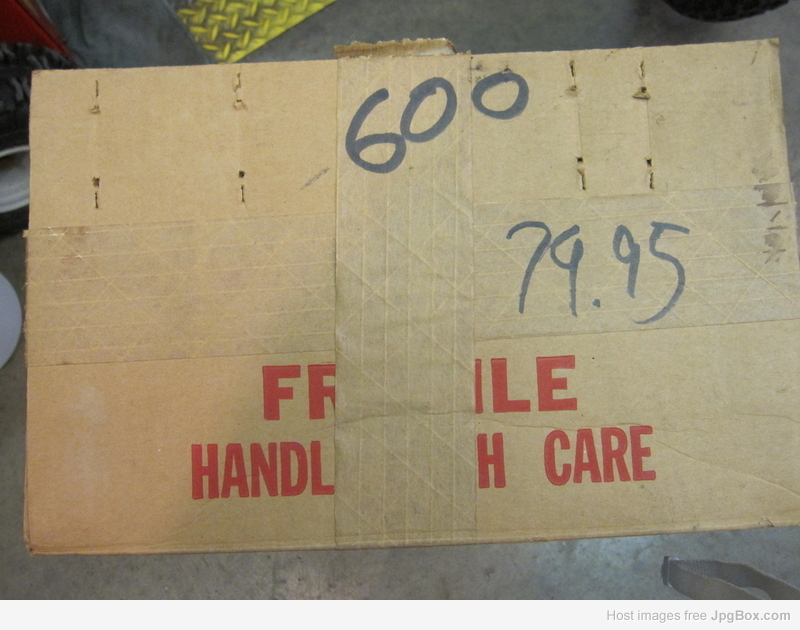 600
79.95
FR ILE
HANDL H CARE
Host images free JpgBox.com